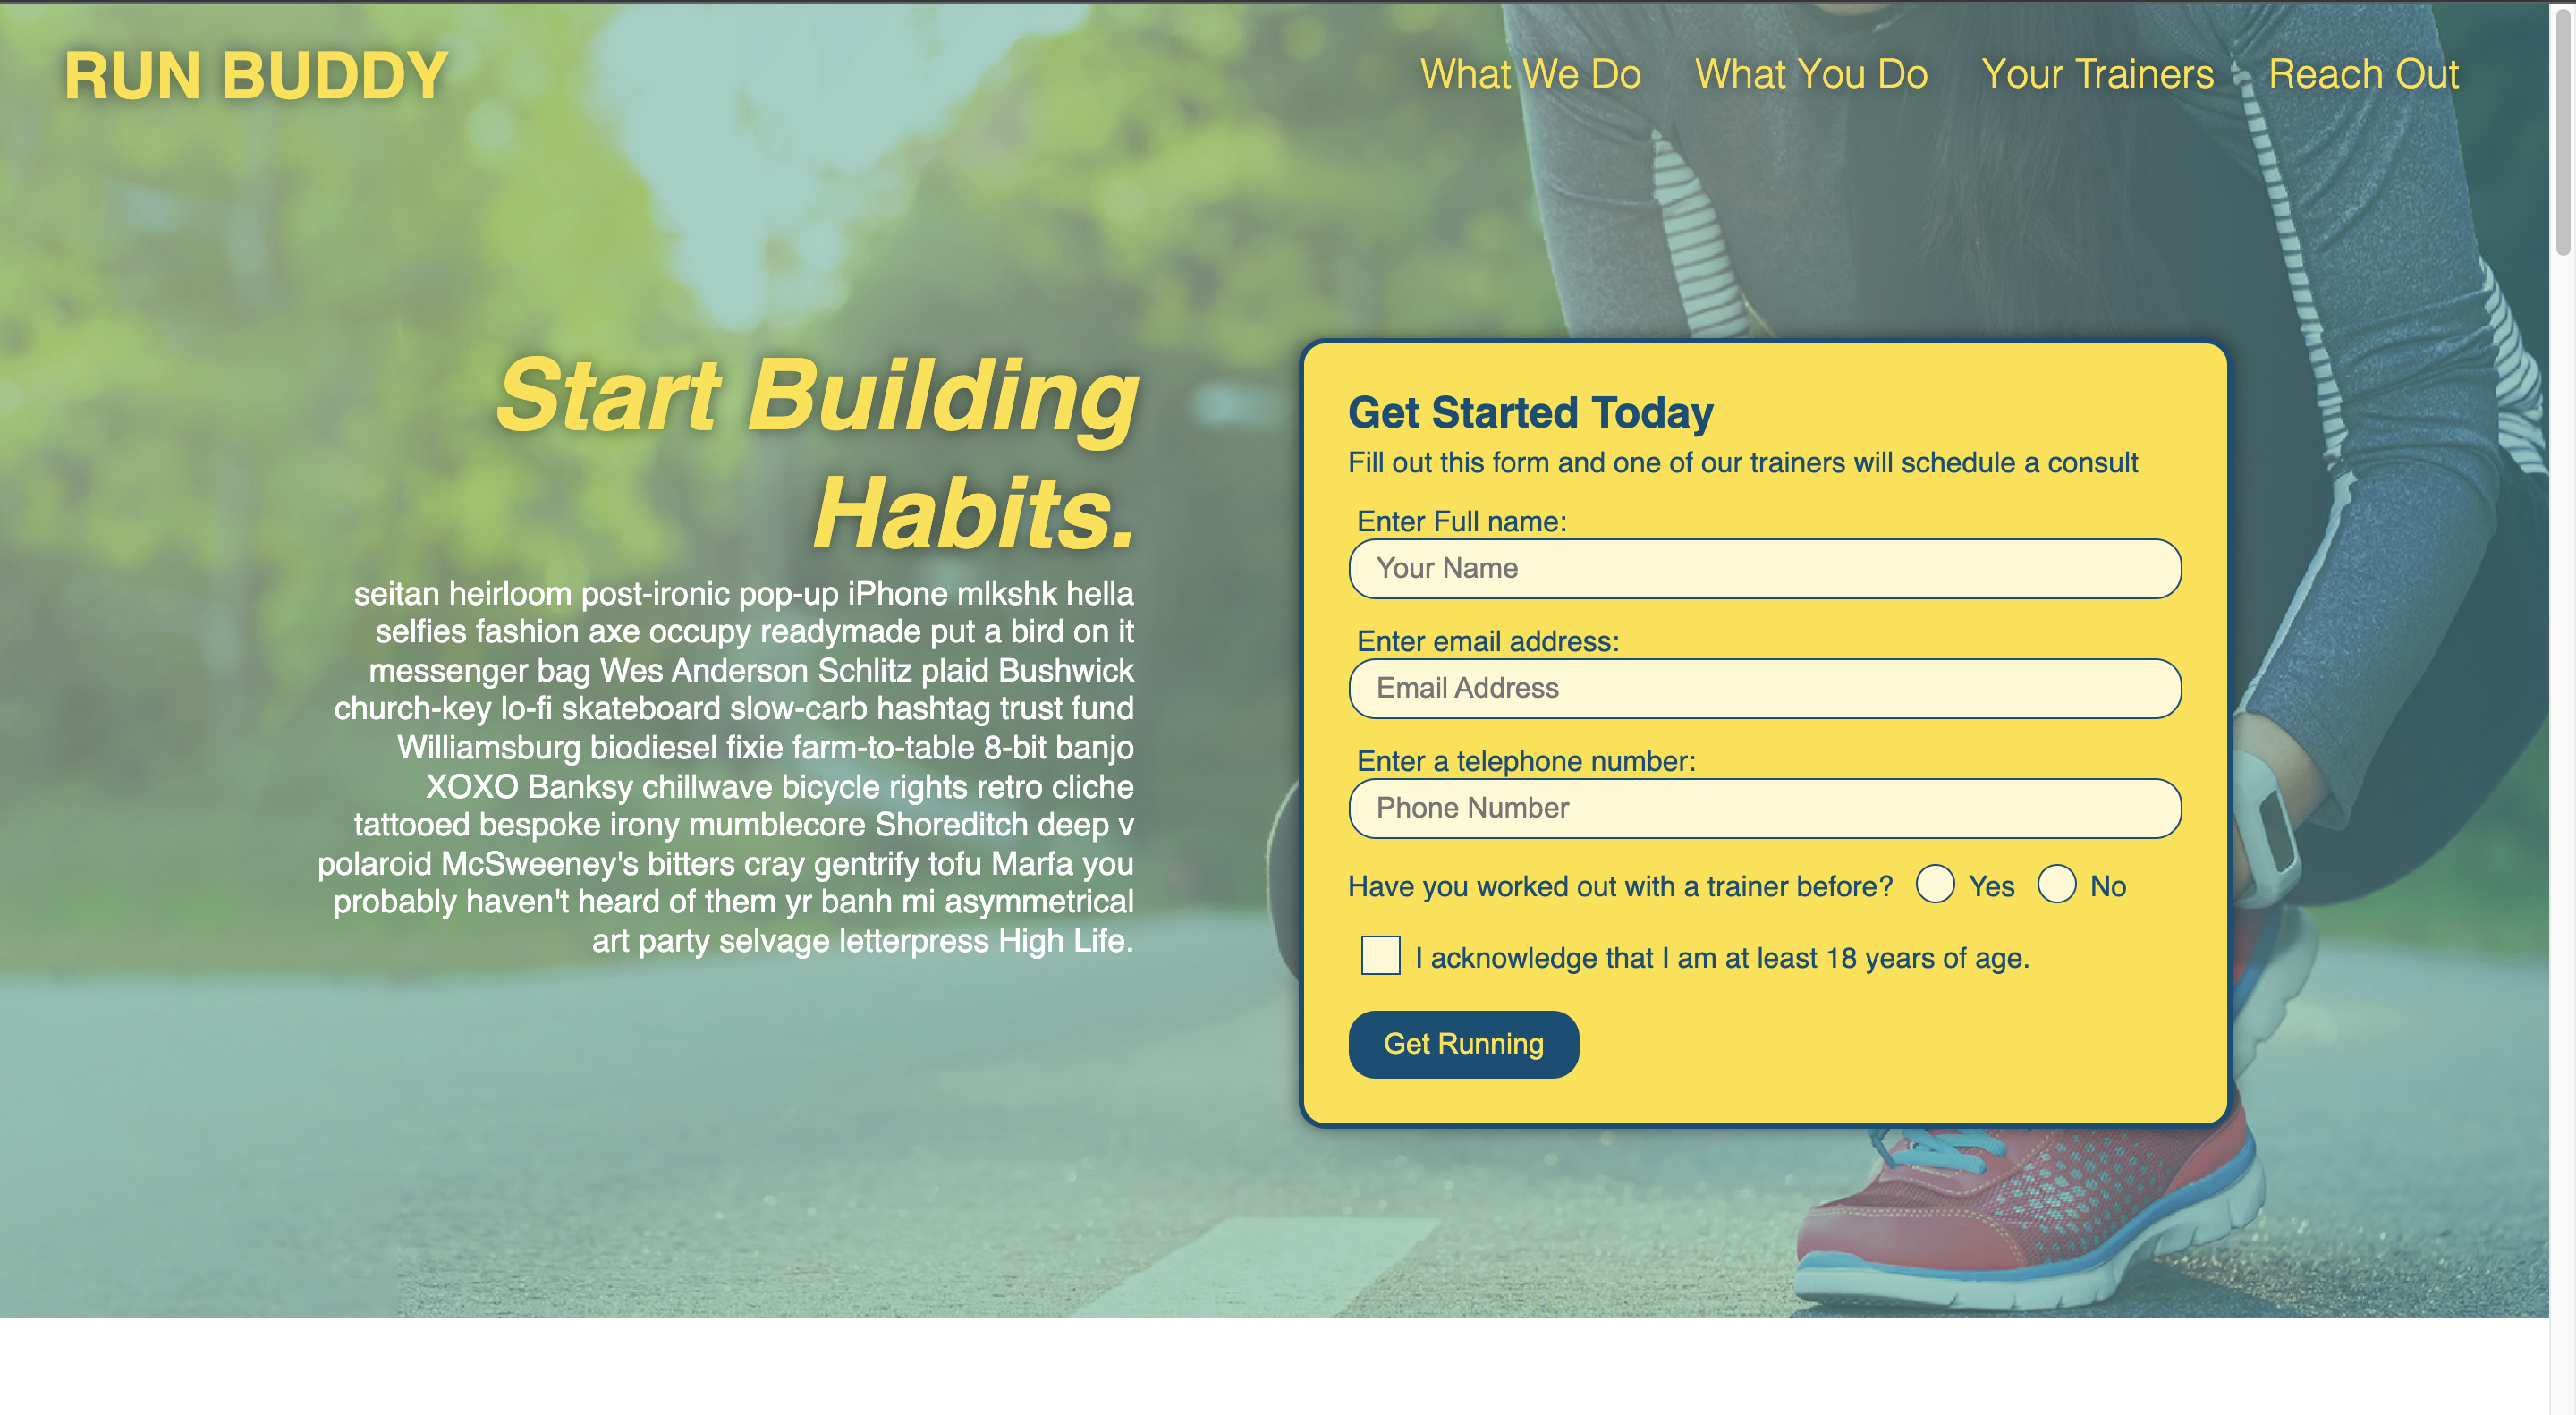 RUN BUDDY
What We Do What You Do Your Trainers Reach Out
Start Building
Habits.
seitan heirloom post-ironic pop-up iPhone mlkshk hella
selfies fashion axe occupy readymade put a bird on it
messenger bag Wes Anderson Schlitz plaid Bushwick
church-key lo-fi skateboard slow-carb hashtag trust fund
Williamsburg biodiesel fixie farm-to-table 8-bit banjo
XOXO Banksy chillwave bicycle rights retro cliche
tattooed bespoke irony mumblecore Shoreditch deep v
polaroid McSweeney's bitters cray gentrify tofu Marfa you
probably haven't heard of them yr banh mi asymmetrical
art party selvage letterpress High Life.
Get Started Today
Fill out this form and one of our trainers will schedule a consult
Enter Full name:
Your Name
Enter email address:
Email Address
Enter a telephone number:
Phone Number
Have you worked out with a trainer before? Yes No
I acknowledge that I am at least 18 years of age.
Get Running